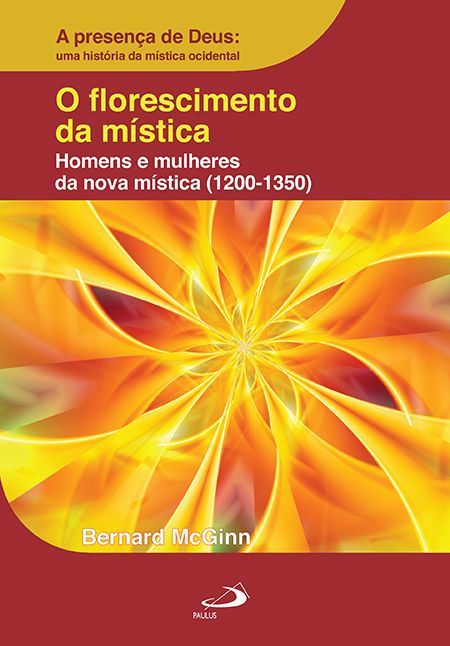 A presença de Deus:
uma história da mística ocidental
O florescimento
da mística
Homens e mulheres
da nova mística (1200-1350)
Bernard McGinn
PAULUS